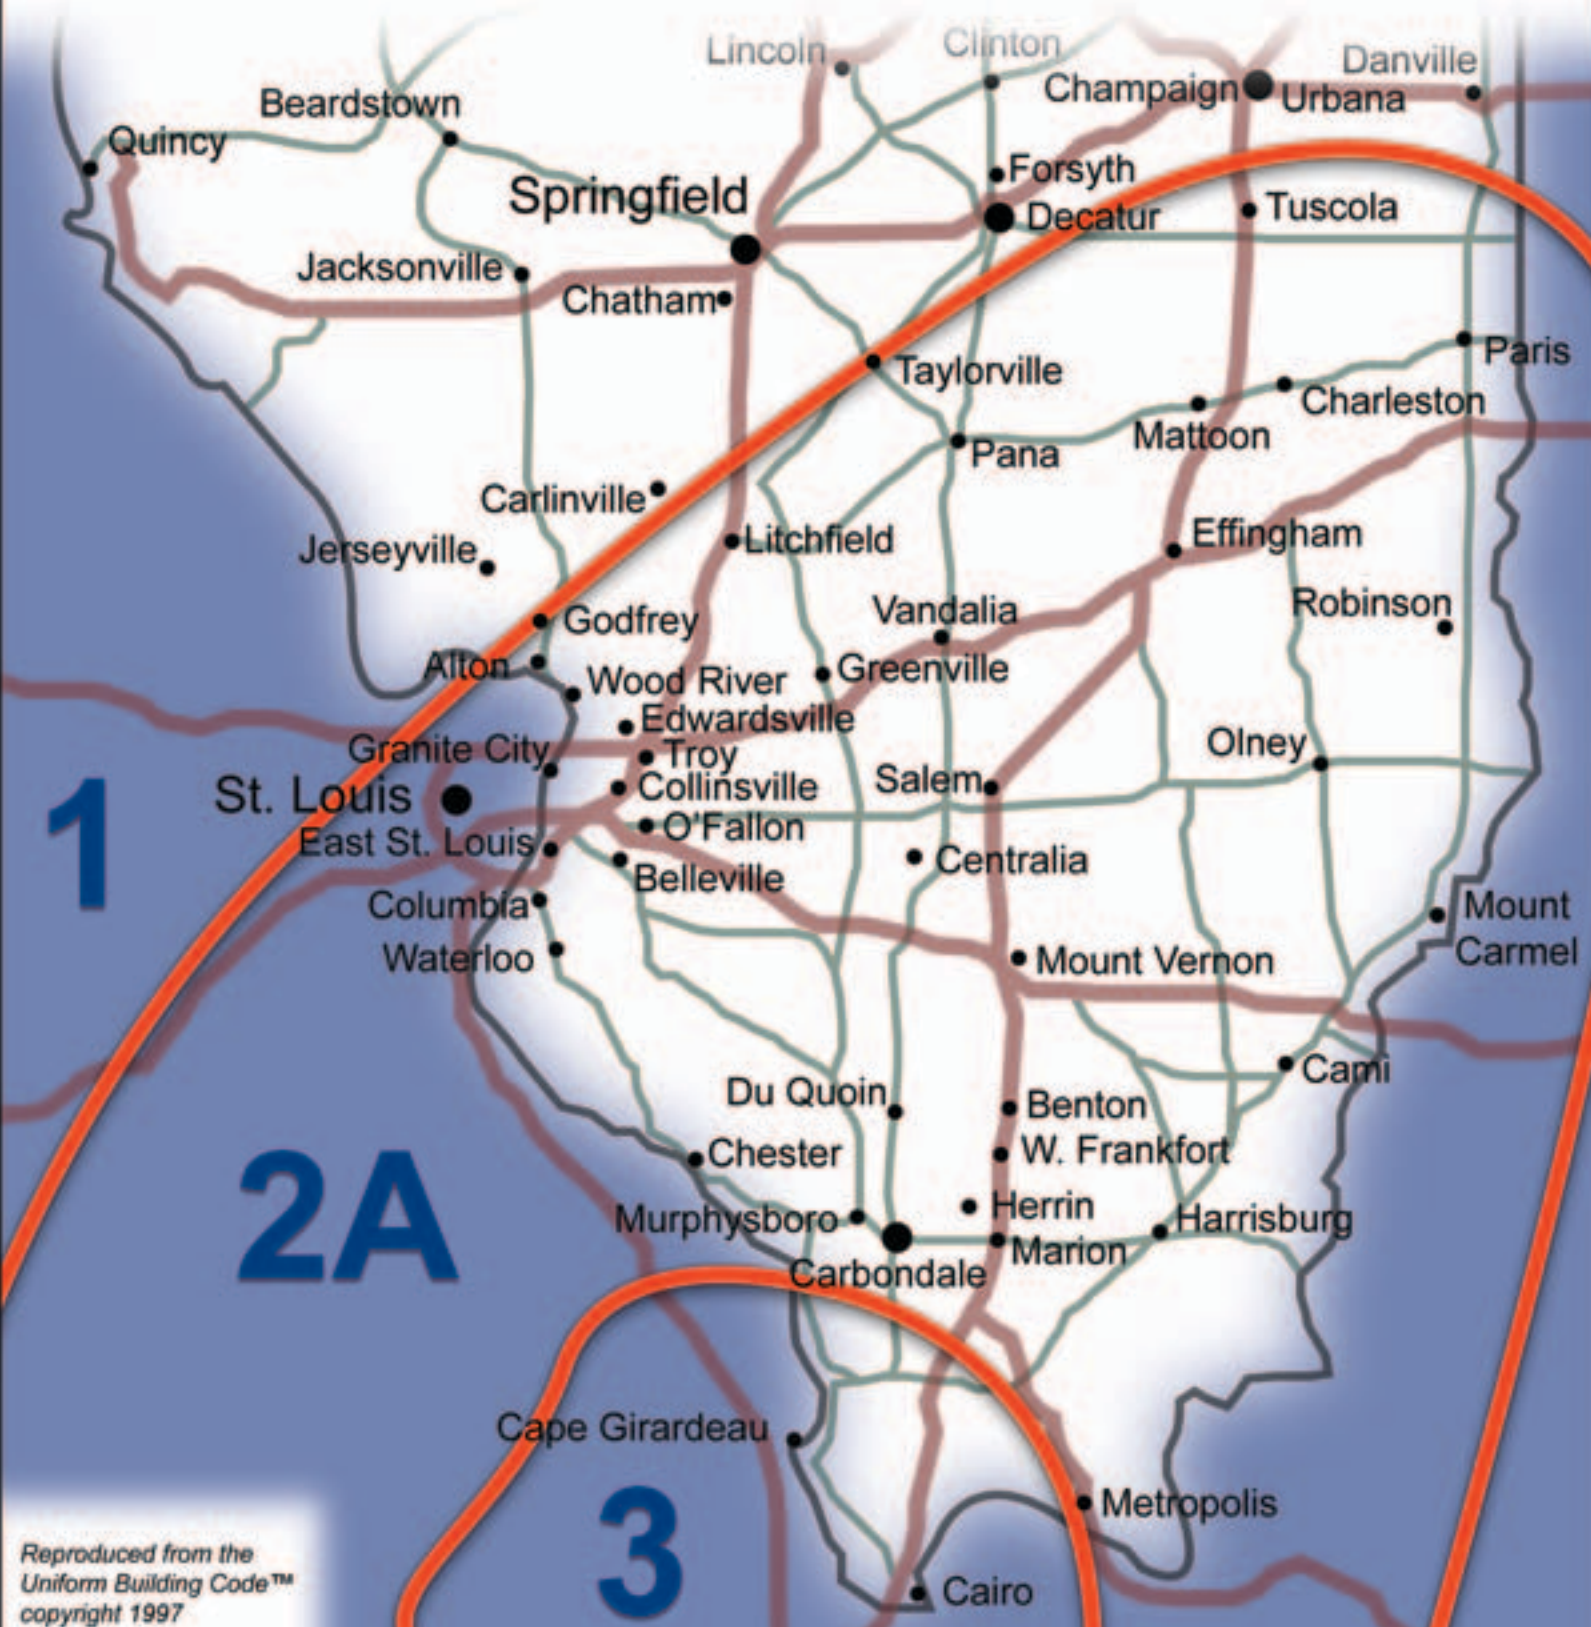 Lincoln
Clinton
Danville
Champaign
Urbana
Beardstown
Quincy
Forsyth
Springfield
Decatur
Tuscola
Jacksonville
Chatham
Paris
Taylorville
Charleston
Mattoon
Pana
Carlinville
Effingham
Litchfield
Jerseyville
Robinson
Vandalia
Godfrey
Alton
Greenville
Wood River
Edwardsville
Granite City
Troy
Olney
Salem
Collinsville
St. Louis
1
O'Fallon
East St. Louis
Centralia
Belleville
Columbia
Mount
Carmel
Waterloo
Mount Vernon
Cami
Du Quoin
Benton
Chester
W. Frankfort
2A
Herrin
Murphysboro
Harrisburg
Marion
Carbondale
Cape Girardeau
Metropolis
3
Cairo
Reproduced from the
Uniform Building Code™
copyright 1997